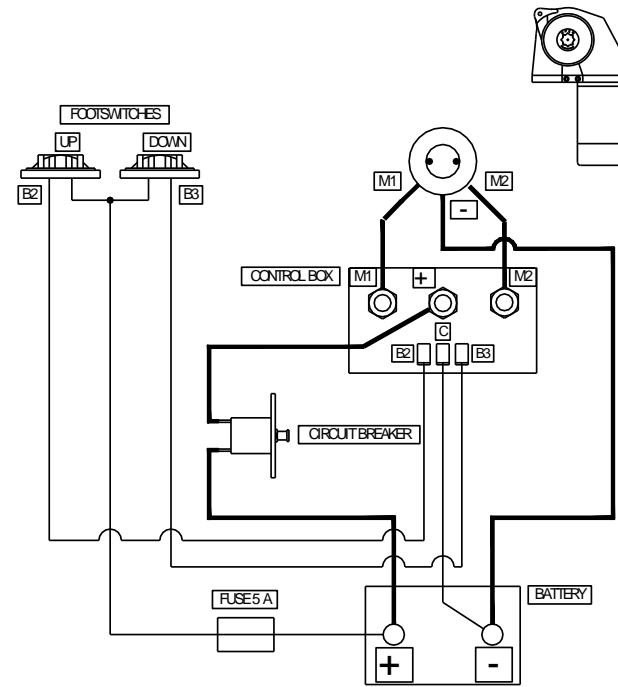 FOOTSWITCHES
UP DOWN
B2 B3
M1 M2
-
CONTROL BOX M1 + M2
C
B2 B3
CIRCUIT BREAKER
FUSE 5 A BATTERY
+ -